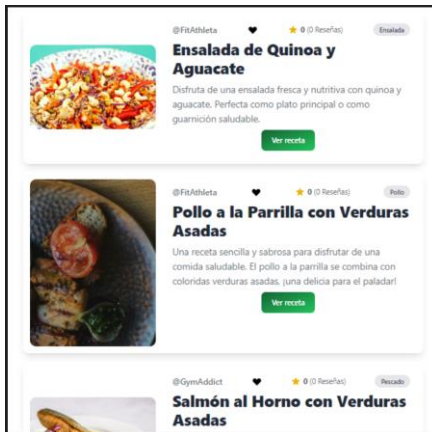 @FitAthleta 0 (0 Reseñas) Ensalada
Ensalada de Quinoa y
Aguacate
Disfruta de una ensalada fresca y nutritiva con quinoa y
aguacate. Perfecta como plato principal o como
guarnición saludable.
Ver receta
@FitAthleta 0 (0 Reseñas) Pollo
Pollo a la Parrilla con Verduras
Asadas
Una receta sencilla y sabrosa para disfrutar de una
comida saludable. El pollo a la parrilla se combina con
coloridas verduras asadas, ¡una delicia para el paladar!
Ver receta
@GymAddict 0 (0 Reseñas) Pescado
Salmón al Horno con Verduras
Asadas